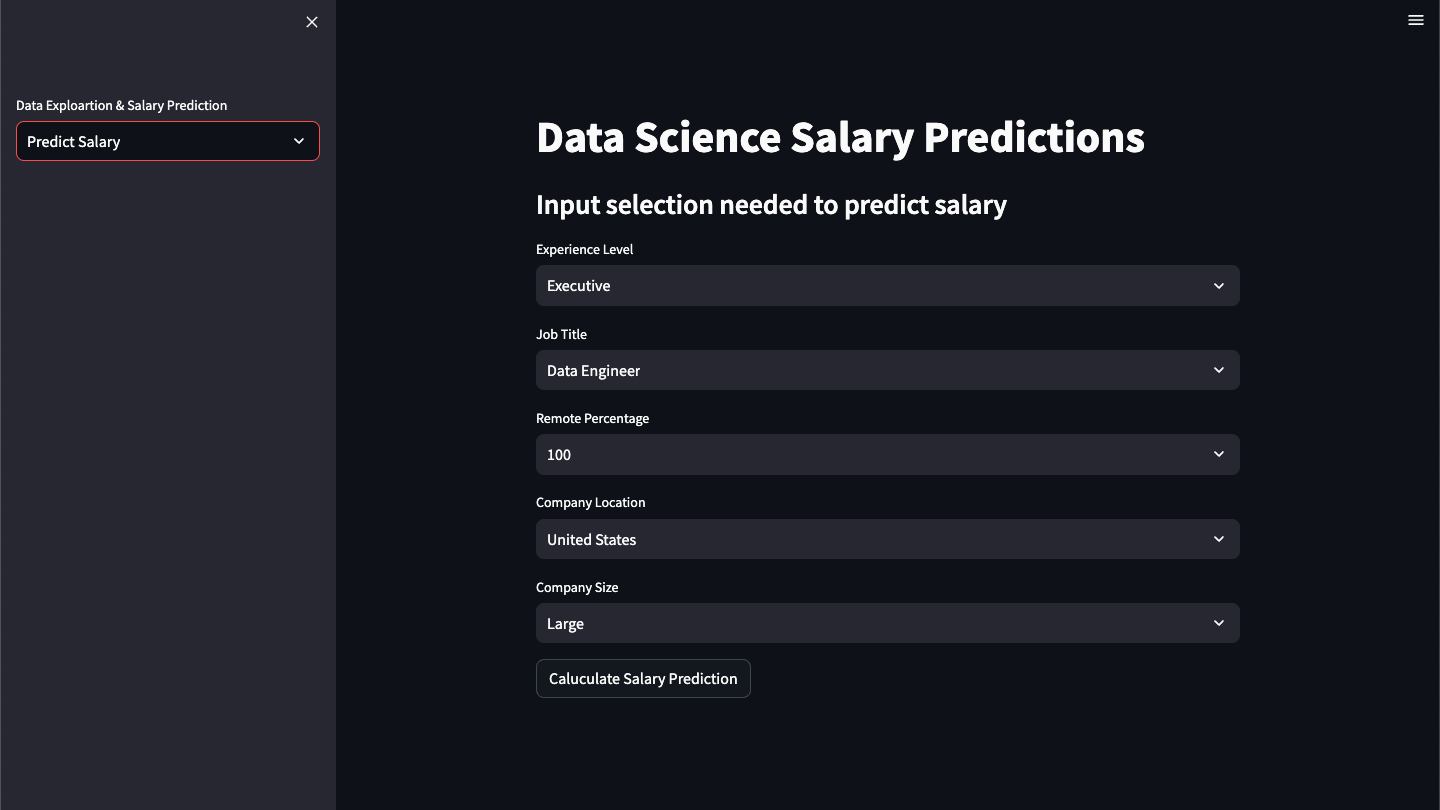 Data Exploartion & Salary Prediction
Predict Salary
Data Science Salary Predictions
Input selection needed to predict salary
Experience Level
Executive
Job Title
Data Engineer
Remote Percentage
100
Company Location
United States
Company Size
Large
Caluculate Salary Prediction